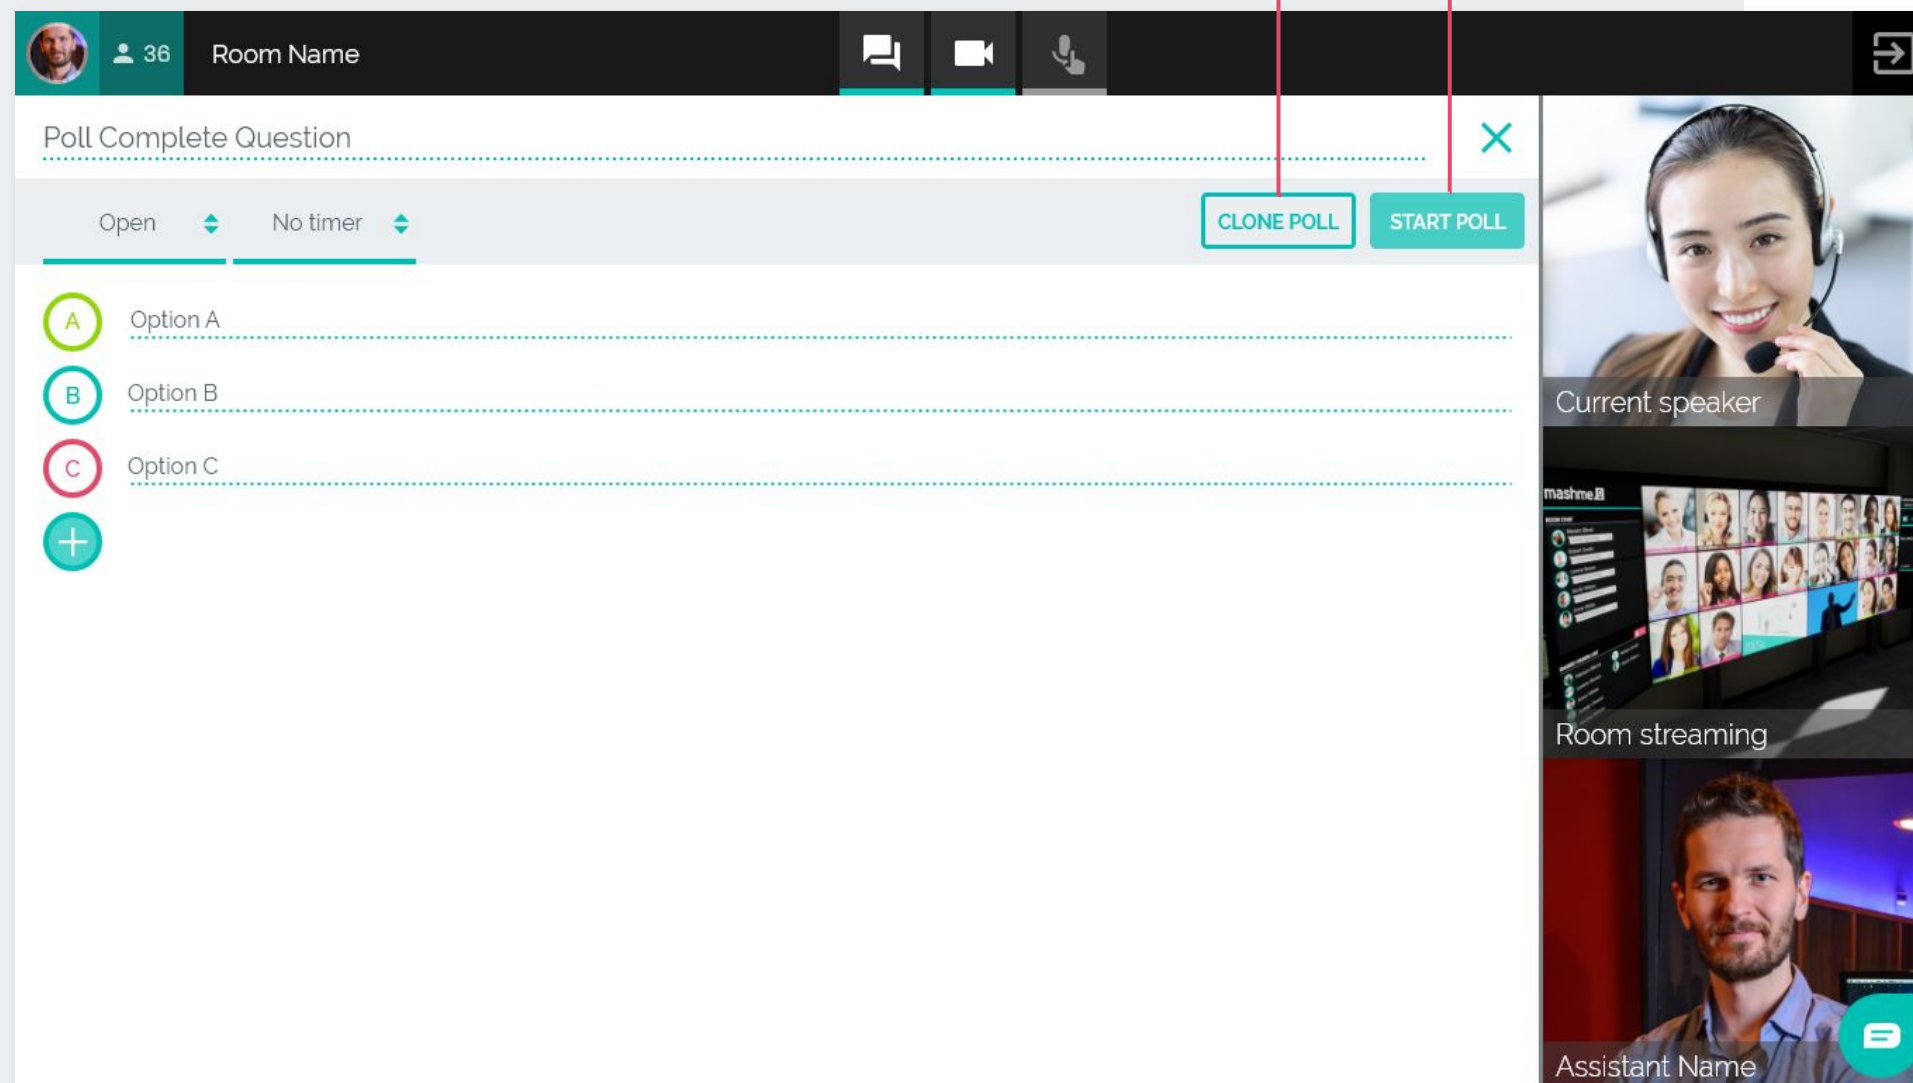 36
Room Name
Poll Complete Question
Open
No timer
CLONE POLL
START POLL
A
Option A
B
Option B
C
Option C
Current speaker
mashme
Room streaming
Assistant Name